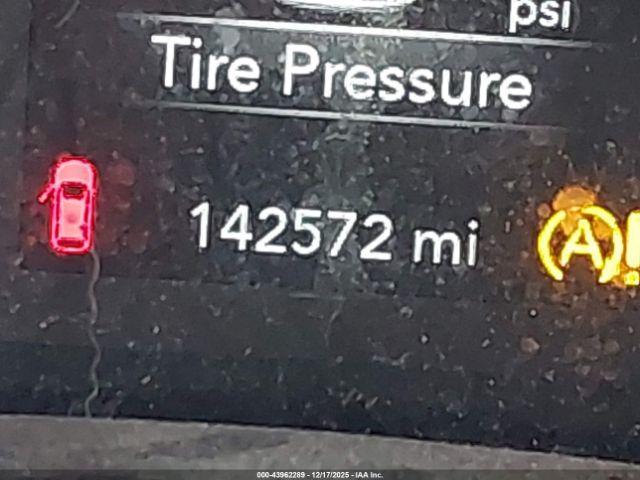 psi
Tire Pressure
142572 mi
A
000-43962289 - 12/17/2025 - IAA Inc.